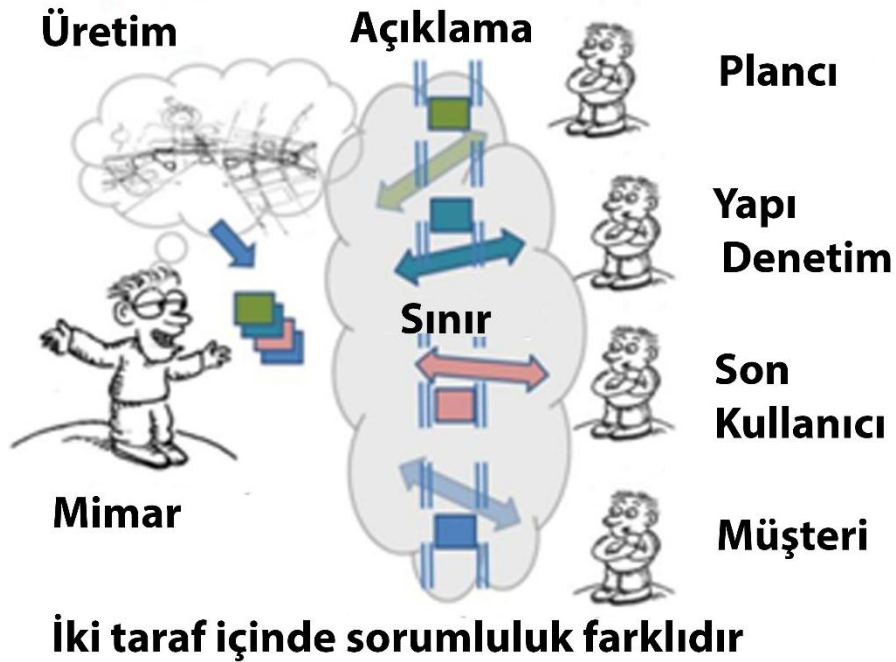 Üretim
Açıklama
Plancı
Yapı
Denetim
Sınır
Son
Kullanıcı
Mimar
Müşteri
İki taraf içinde sorumluluk farklıdır